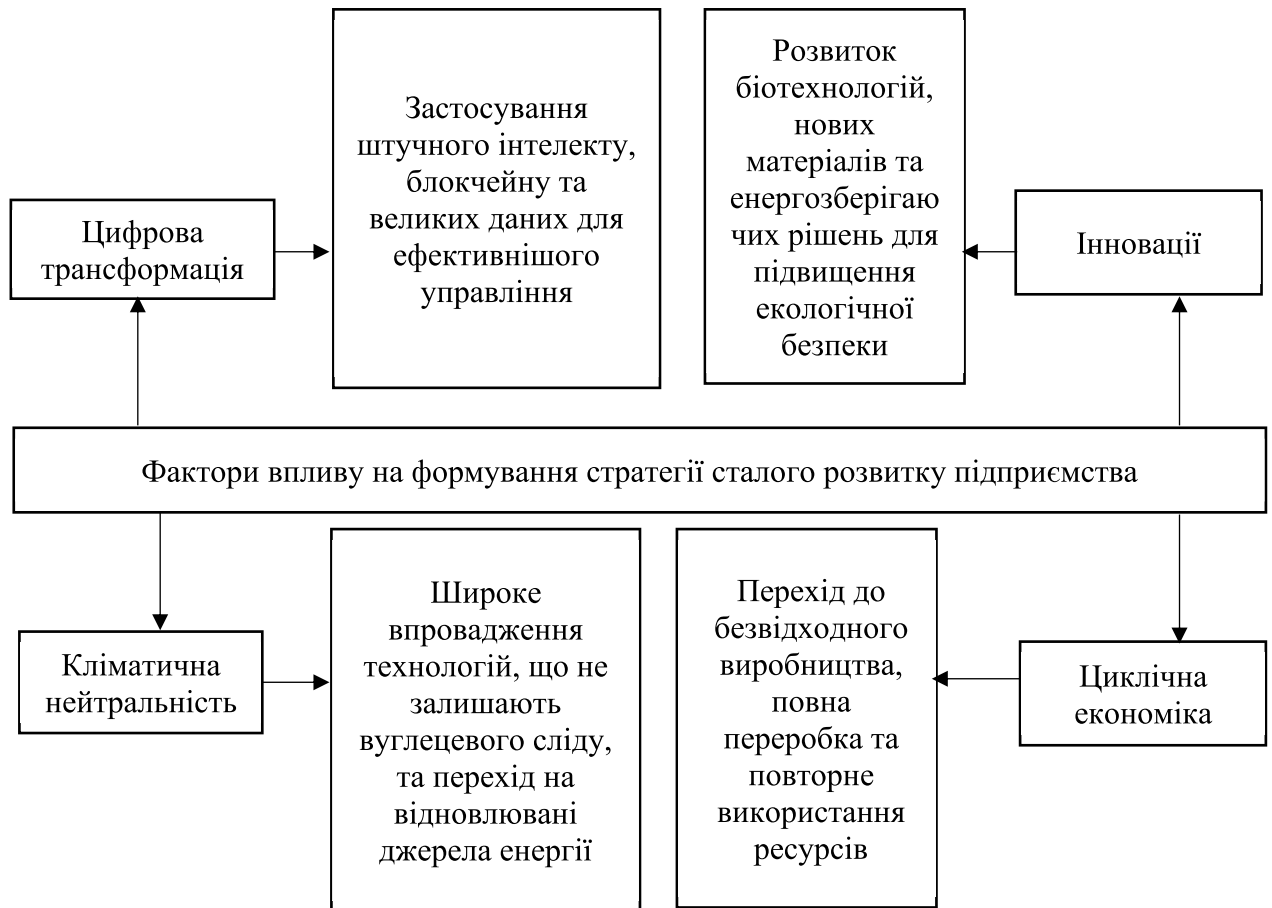 Застосування
штучного інтелекту,
блокчейну та
великих даних для
ефективнішого
управління
Розвиток
біотехнологій,
нових
матеріалів та
енергозберігаю
чих рішень для
підвищення
екологічної
безпеки
Цифрова
трансформація
Інновації
Фактори впливу на формування стратегії сталого розвитку підприємства
Широке
впровадження
технологій, що не
залишають
вуглецевого сліду,
та перехід на
відновлювані
джерела енергії
Перехід до
безвідходного
виробництва,
повна
переробка та
повторне
використання
ресурсів
Кліматична
нейтральність
Циклічна
економіка